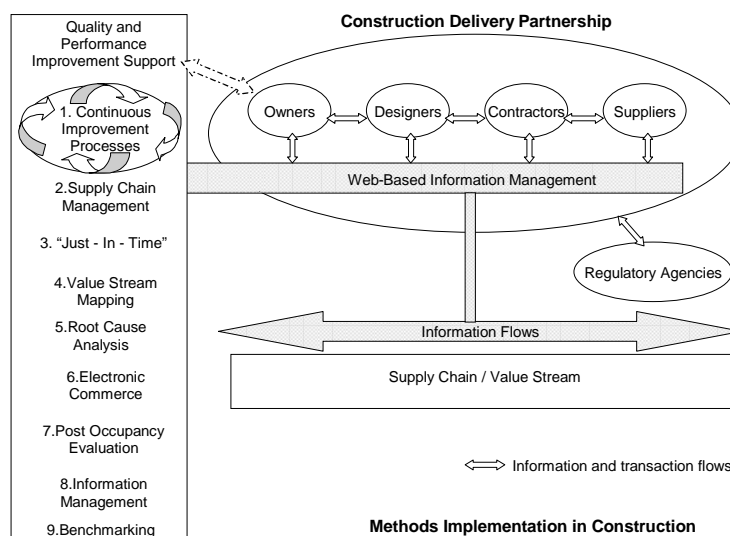 Quality and
Performance
Improvement Support
1. Continuous
Improvement
Processes
2.Supply Chain
Management
3. “Just - In - Time”
4.Value Stream
Mapping
5.Root Cause
Analysis
6.Electronic
Commerce
7.Post Occupancy
Evaluation
8.Information
Management
9.Benchmarking
Construction Delivery Partnership
Owners
Designers
Contractors
Suppliers
Web-Based Information Management
Regulatory Agencies
Information Flows
Supply Chain / Value Stream
Information and transaction flows
Methods Implementation in Construction